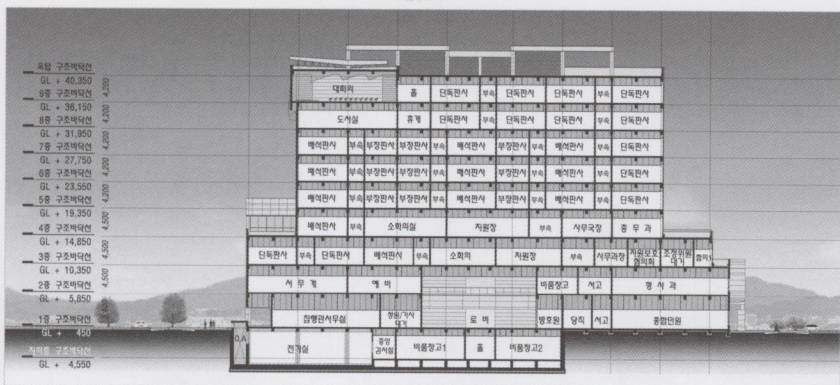 옥탑 구조바닥선
GL + 40,350
9층 구조바닥선
GL + 36,150
8층 구조바닥선
GL + 31,950
7층 구조바닥선
GL + 27,750
6층 구조바닥선
GL + 23,550
5층 구조바닥선
GL + 19,350
4층 구조바닥선
GL + 14,850
3층 구조바닥선
GL + 10,350
2층 구조바닥선
GL + 5,850
1층 구조바닥선
GL + 450
지하층 구조바닥선
GL + 4,550
4,200
4,200
4,200
4,200
4,200
4,500
4,500
4,500
대회의 홀 단독판사 부속 단독판사 단독판사 부속 단독판사
도서실 휴게 단독판사 부속 단독판사 단독판사 부속 단독판사
배석판사 부속 부장판사 부장판사 부속 배석판사 부장판사 부속 배석판사 부속 단독판사
배석판사 부속 부장판사 부장판사 부속 배석판사 부장판사 부속 배석판사 부속 단독판사
배석판사 부속 부장판사 부장판사 부속 배석판사 부장판사 부속 배석판사 부속 단독판사
배석판사 부속 소회의실 지원장 부속 사무국장 총무과
단독판사 부속 단독판사 배석판사 부속 소회의 지원장 부속 사무과장 지원보호협의회 조정위원대기 협의
서무계 예비 비품창고 서고 형사과
집행관사무실 로비 방호원 당직 서고 종합민원
D.A 전기실 중앙감시실 비품창고1 홀 비품창고2